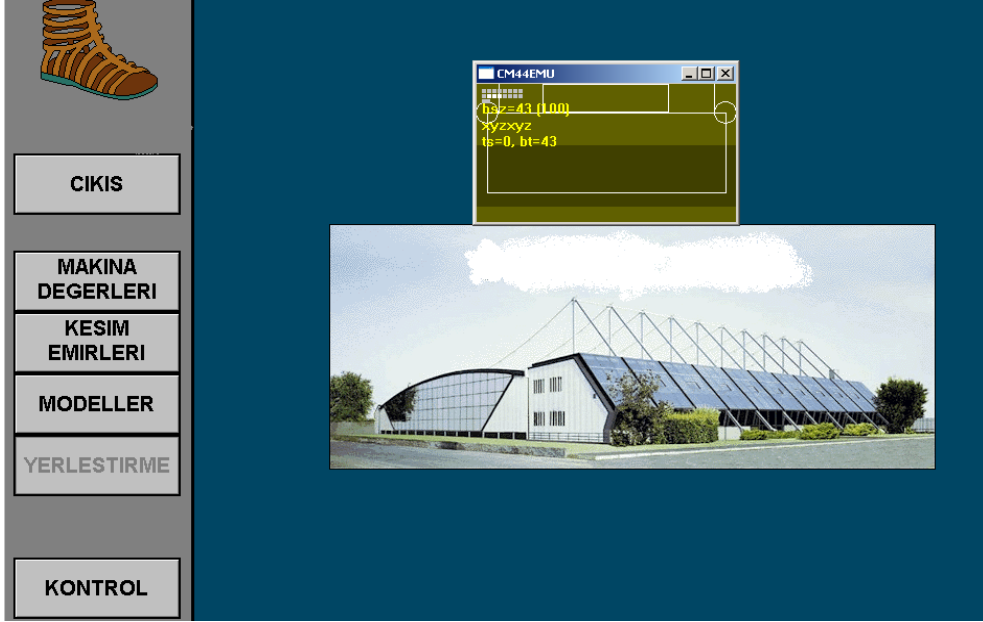 CM44EMU
hsz=43 (100)
xyzxyz
ts=0, bt=43
CIKIS
MAKINA
DEGERLERI
KESIM
EMIRLERI
MODELLER
YERLESTIRME
KONTROL